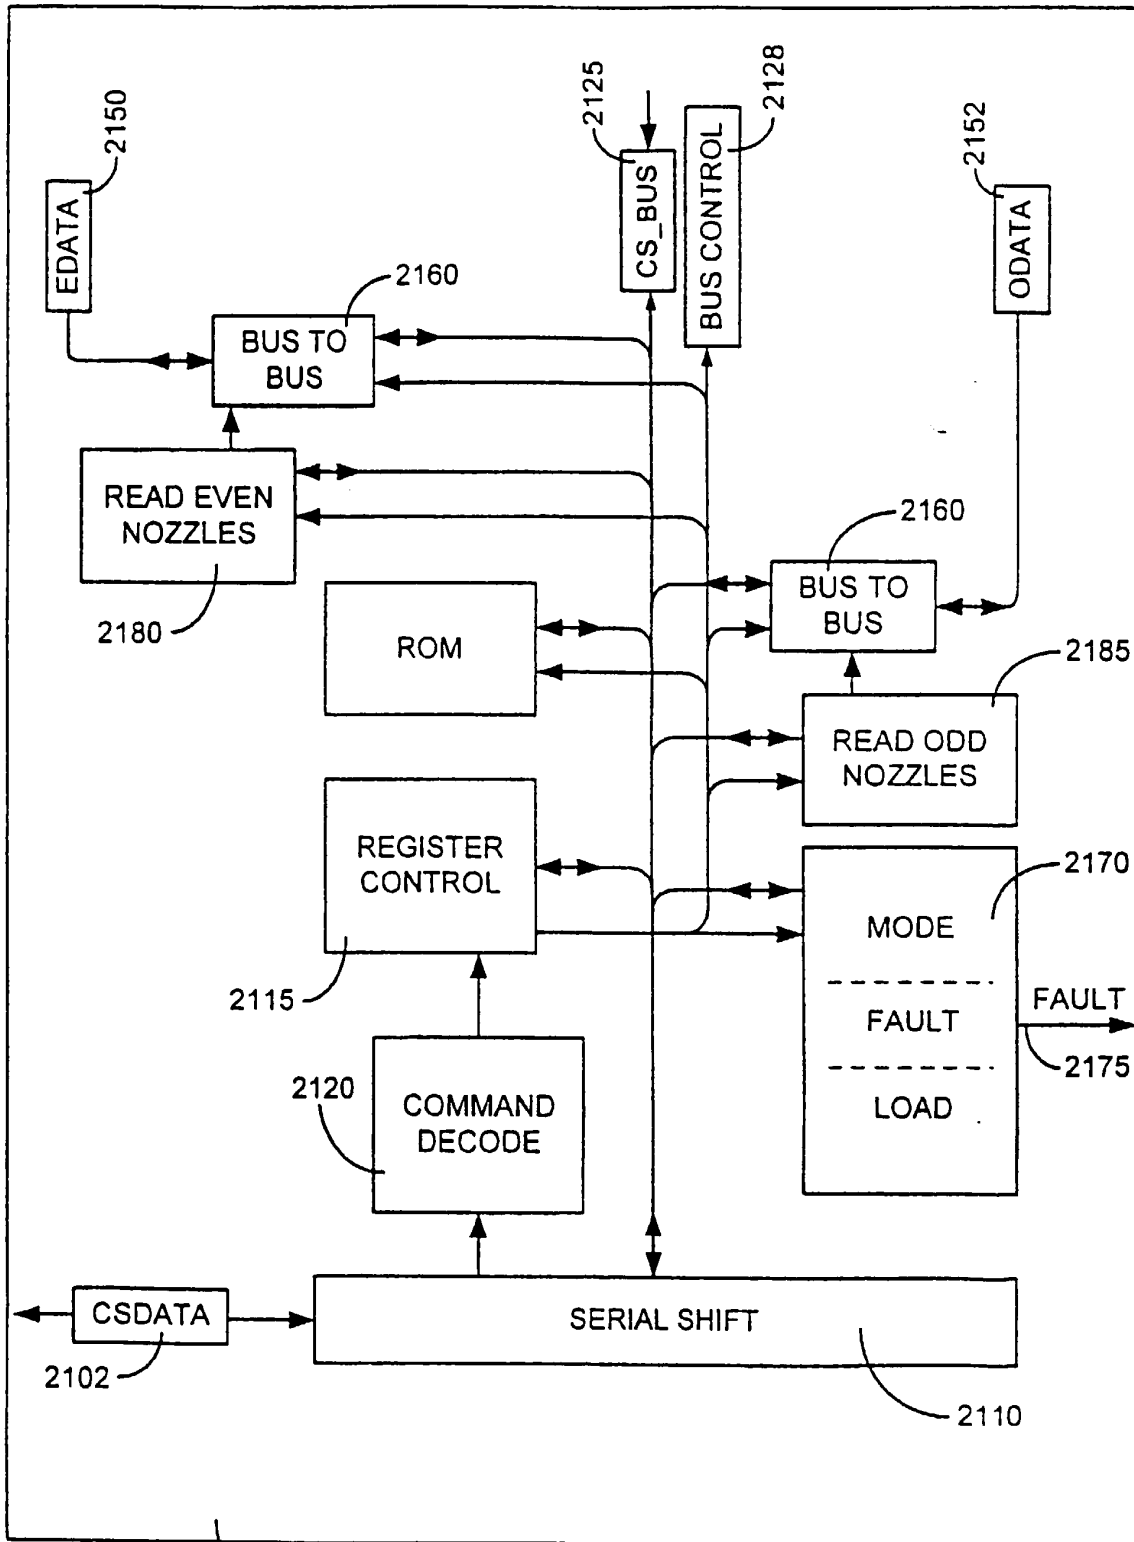 2150
EDATA
2160
BUS TO
BUS
2125
CS_BUS
2128
BUS CONTROL
2152
ODATA
READ EVEN
NOZZLES
2180
ROM
2160
BUS TO
BUS
2185
READ ODD
NOZZLES
REGISTER
CONTROL
2115
2170
MODE
FAULT
LOAD
FAULT
2175
2120
COMMAND
DECODE
CSDATA
2102
SERIAL SHIFT
2110